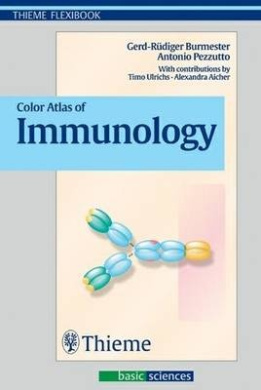 THIEME FLEXIBOOK
Gerd-Rüdiger Burmester
Antonio Pezzutto
With contributions by
Timo Ulrichs · Alexandra Aicher
Color Atlas of
Immunology
Thieme
basic sciences